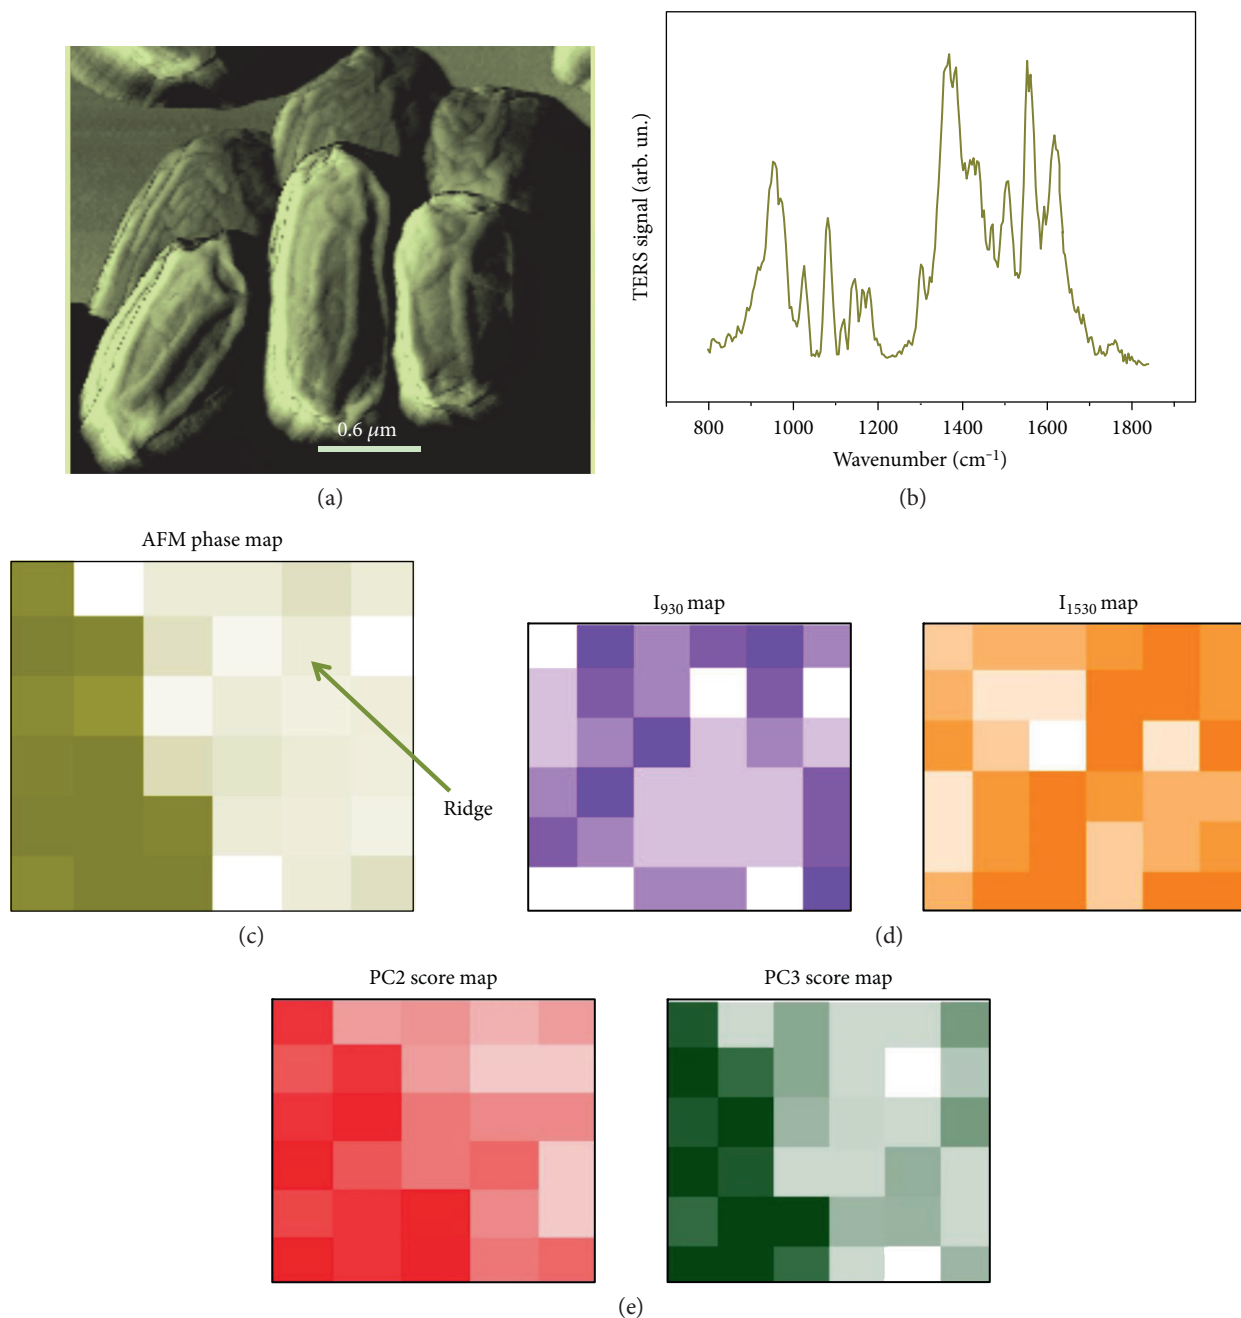 0.6 μm
(a)
TERS signal (arb. un.)
800 1000 1200 1400 1600 1800
Wavenumber (cm⁻¹)
(b)
AFM phase map
Ridge
(c)
I₉₃₀ map
I₁₅₃₀ map
(d)
PC2 score map
PC3 score map
(e)